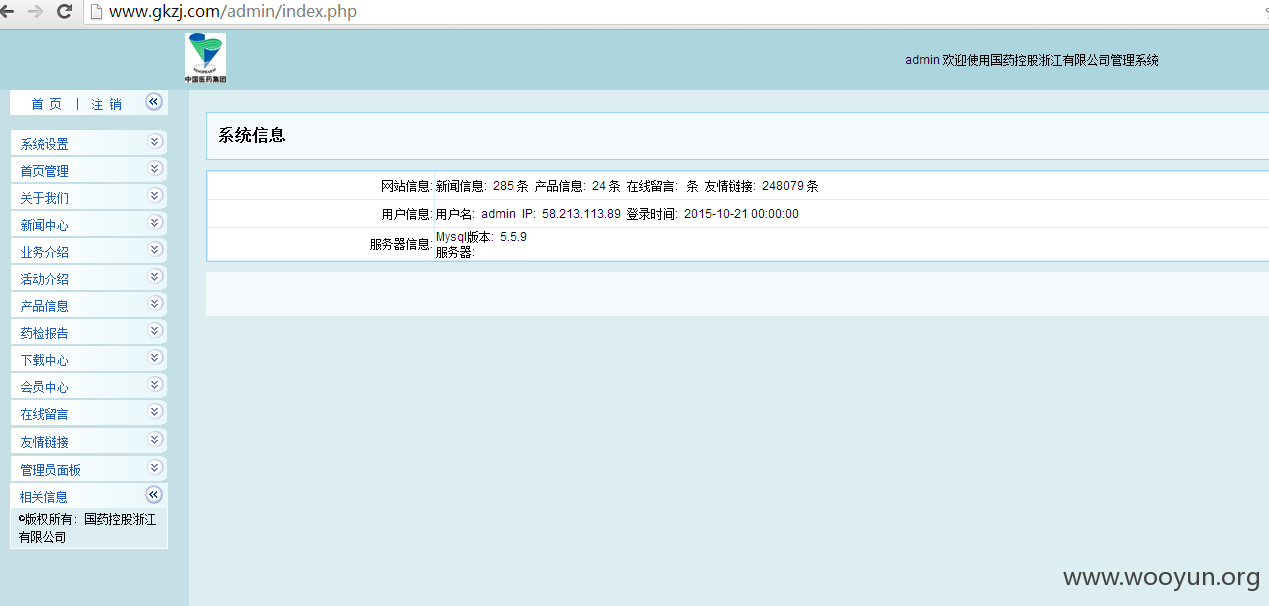 www.gkzj.com/admin/index.php
中国医药集团
admin 欢迎使用国药控股浙江有限公司管理系统
首 页 | 注 销
系统设置
首页管理
关于我们
新闻中心
业务介绍
活动介绍
产品信息
药检报告
下载中心
会员中心
在线留言
友情链接
管理员面板
相关信息
©版权所有：国药控股浙江
有限公司
系统信息
网站信息: 新闻信息: 285 条 产品信息: 24 条 在线留言: 条 友情链接: 248079 条
用户信息: 用户名: admin IP: 58.213.113.89 登录时间: 2015-10-21 00:00:00
服务器信息: Mysql版本: 5.5.9
服务器:
www.wooyun.org